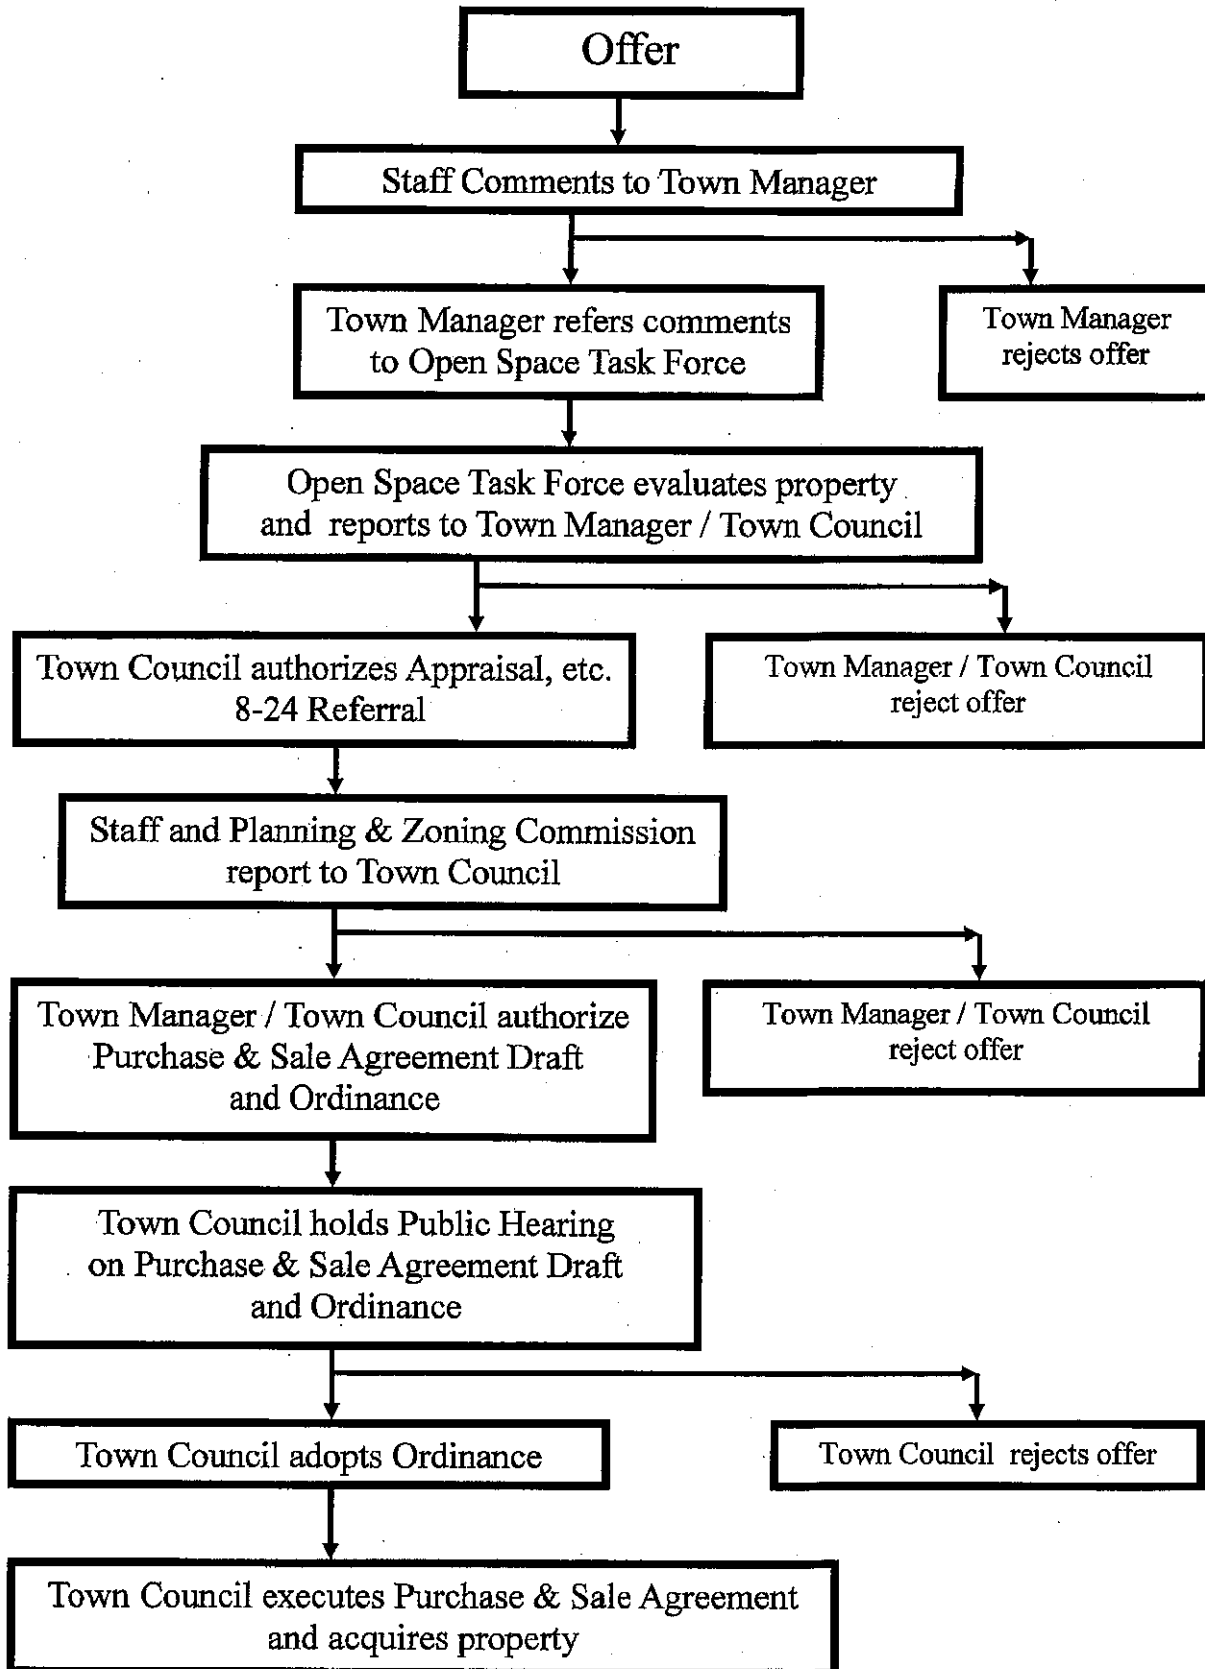 Offer
Staff Comments to Town Manager
Town Manager refers comments
to Open Space Task Force
Town Manager
rejects offer
Open Space Task Force evaluates property
and reports to Town Manager / Town Council
Town Council authorizes Appraisal, etc.
8-24 Referral
Town Manager / Town Council
reject offer
Staff and Planning & Zoning Commission
report to Town Council
Town Manager / Town Council authorize
Purchase & Sale Agreement Draft
and Ordinance
Town Manager / Town Council
reject offer
Town Council holds Public Hearing
on Purchase & Sale Agreement Draft
and Ordinance
Town Council adopts Ordinance
Town Council rejects offer
Town Council executes Purchase & Sale Agreement
and acquires property